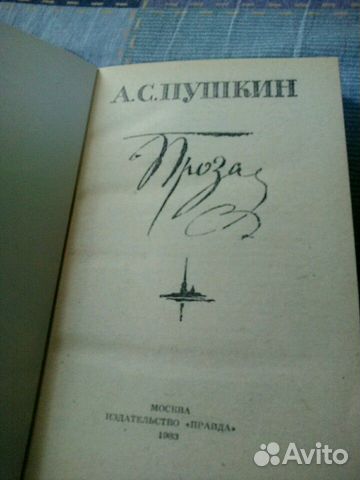 А.С.ПУШКИН
Проза
МОСКВА
ИЗДАТЕЛЬСТВО «ПРАВДА»
1983
Avito